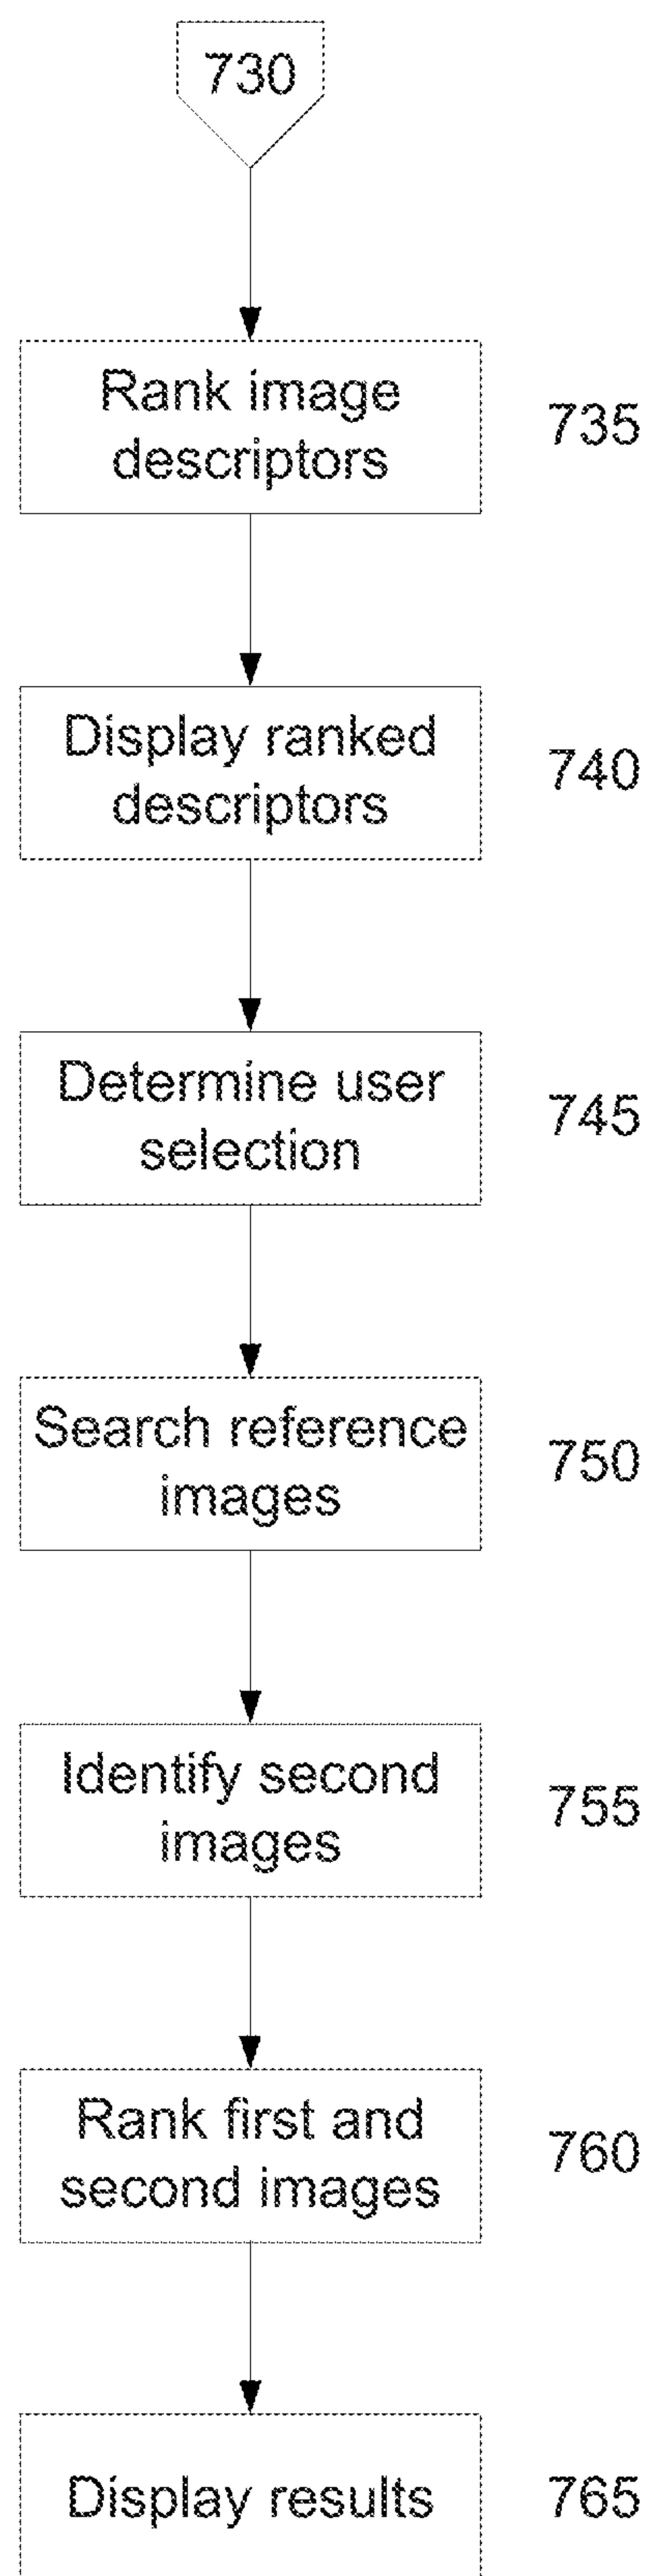 730
Rank image
descriptors
735
Display ranked
descriptors
740
Determine user
selection
745
Search reference
images
750
Identify second
images
755
Rank first and
second images
760
Display results
765